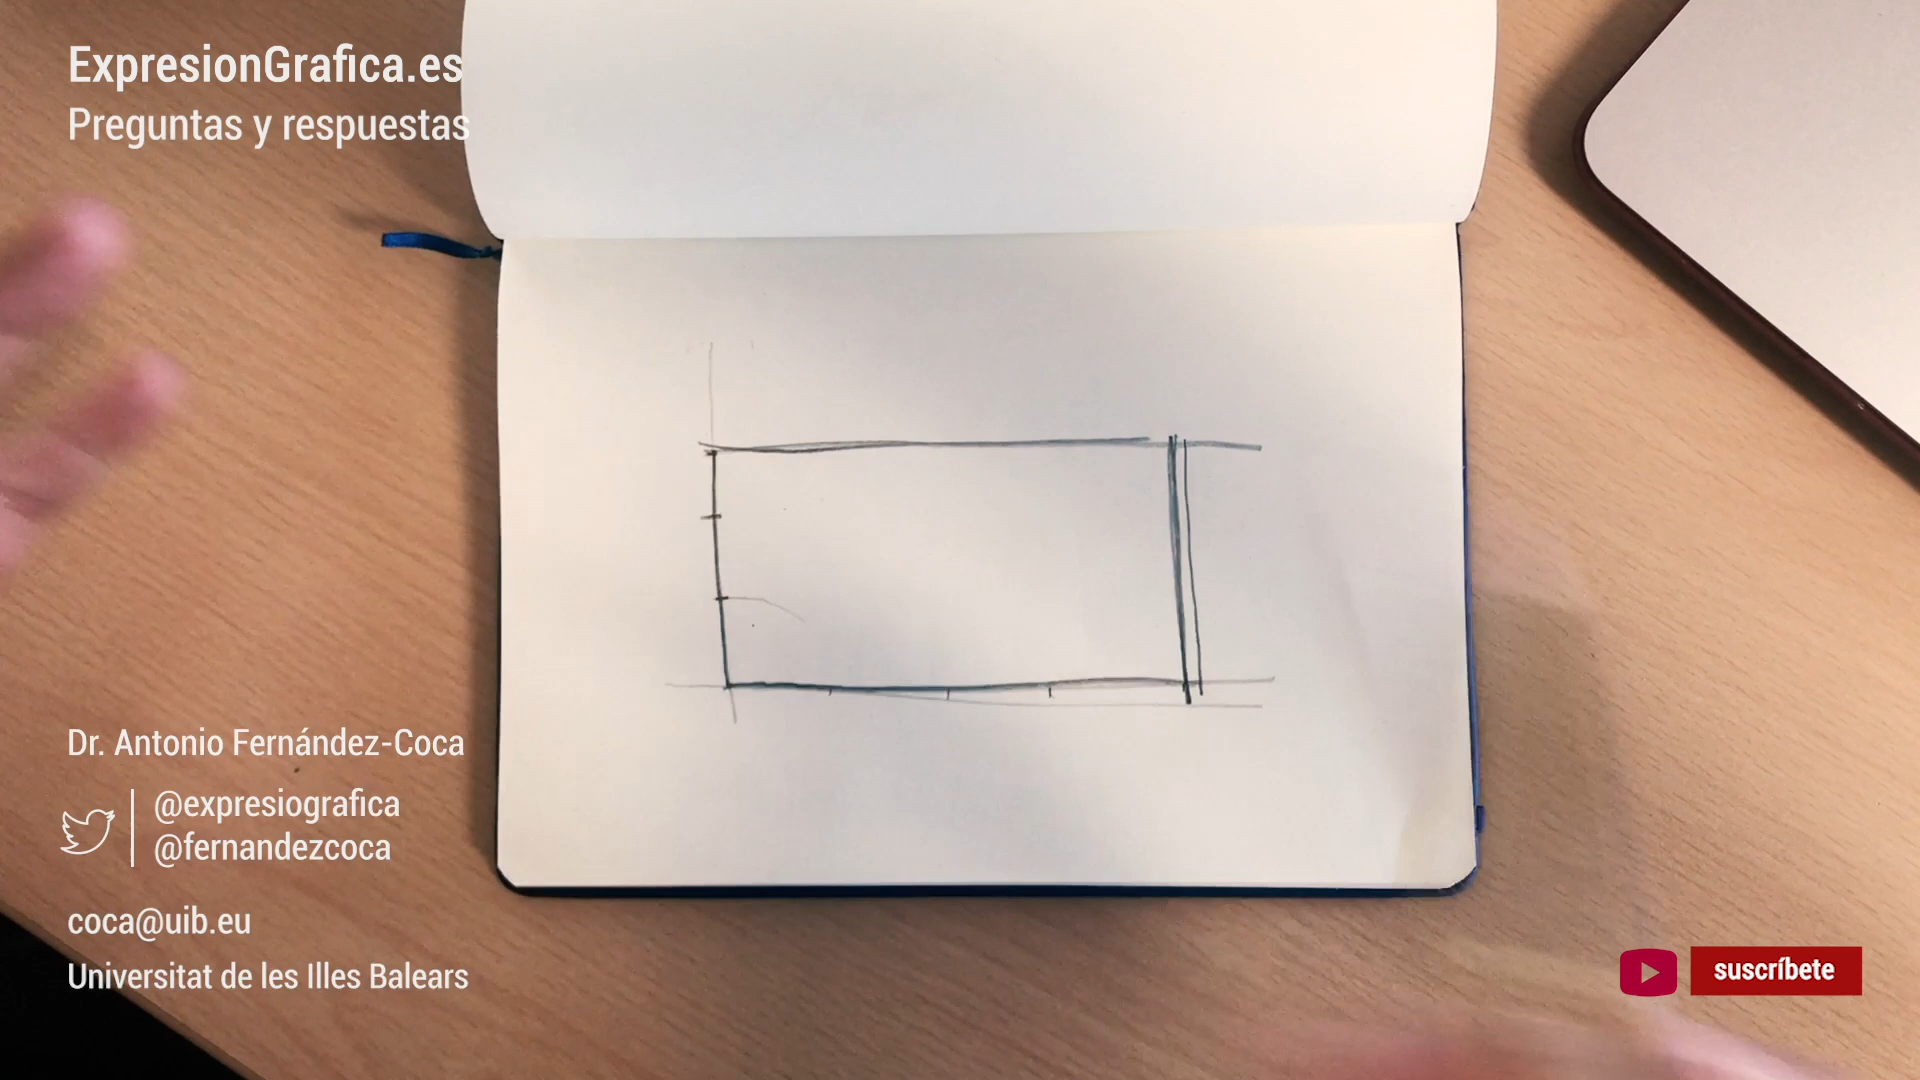 ExpresionGrafica.es
Preguntas y respuestas
Dr. Antonio Fernández-Coca
@expresiografica
@fernandezcoca
coca@uib.eu
Universitat de les Illes Balears
suscríbete